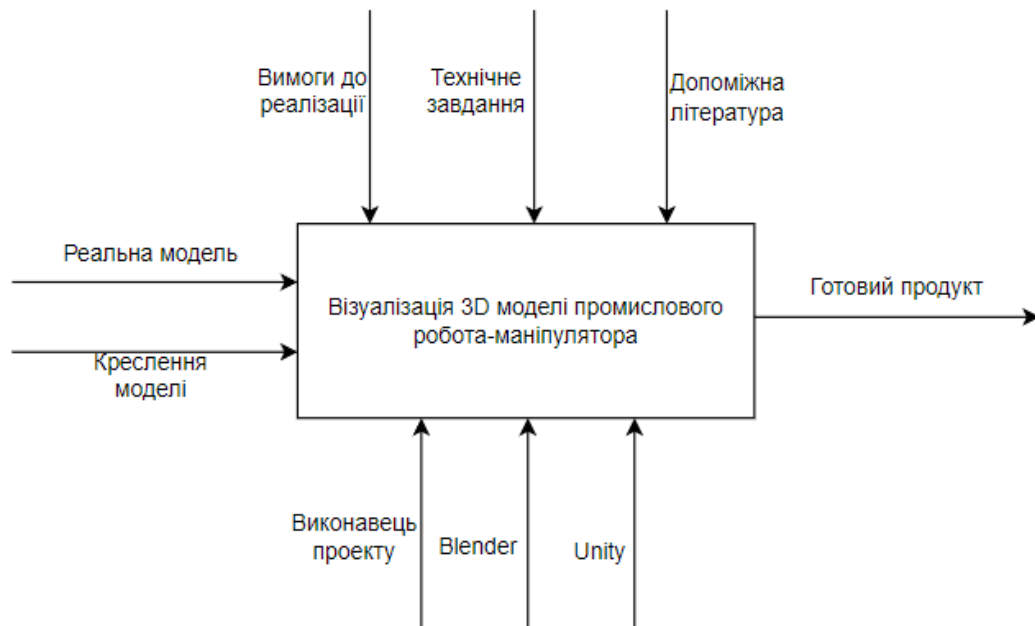 Вимоги до
реалізації
Технічне
завдання
Допоміжна
література
Реальна модель
Креслення
моделі
Візуалізація 3D моделі промислового
робота-маніпулятора
Готовий продукт
Виконавець
проекту
Blender
Unity